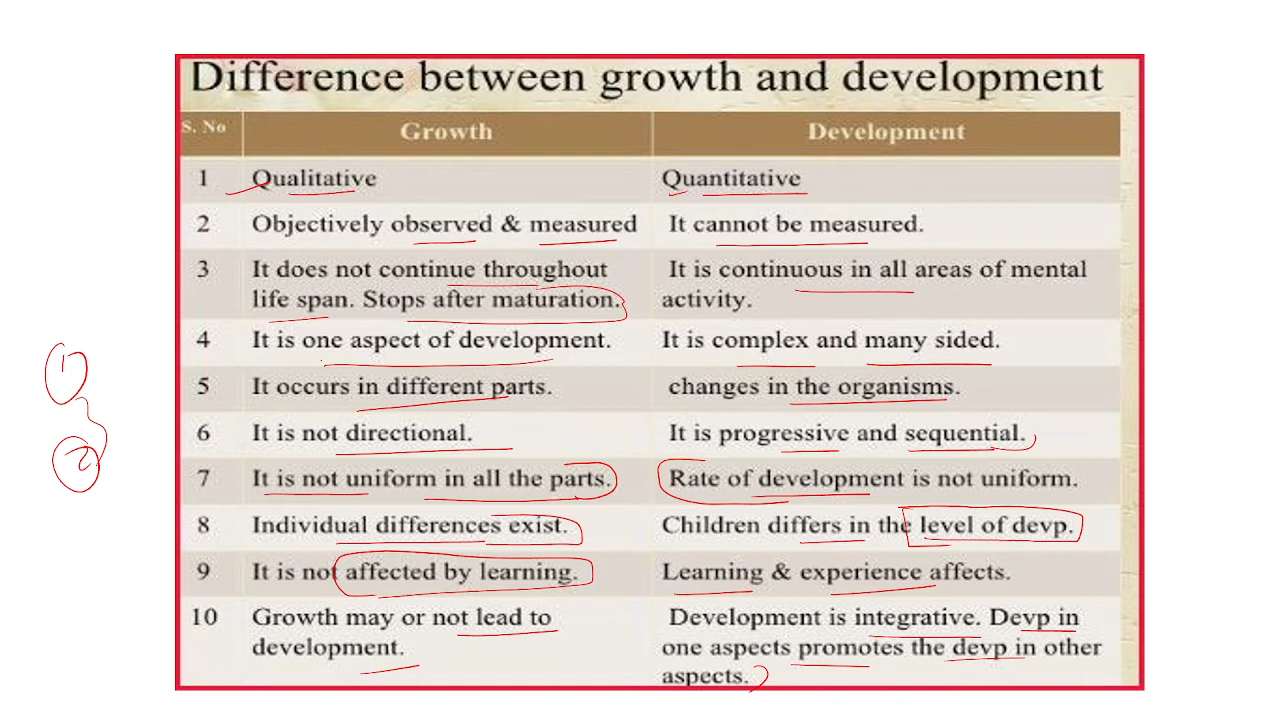 Difference between growth and development
S. No Growth Development
1 Qualitative Quantitative
2 Objectively observed & measured It cannot be measured.
3 It does not continue throughout life span. Stops after maturation. It is continuous in all areas of mental activity.
4 It is one aspect of development. It is complex and many sided.
5 It occurs in different parts. changes in the organisms.
6 It is not directional. It is progressive and sequential.
7 It is not uniform in all the parts. Rate of development is not uniform.
8 Individual differences exist. Children differs in the level of devp.
9 It is not affected by learning. Learning & experience affects.
10 Growth may or not lead to development. Development is integrative. Devp in one aspects promotes the devp in other aspects.
1
2